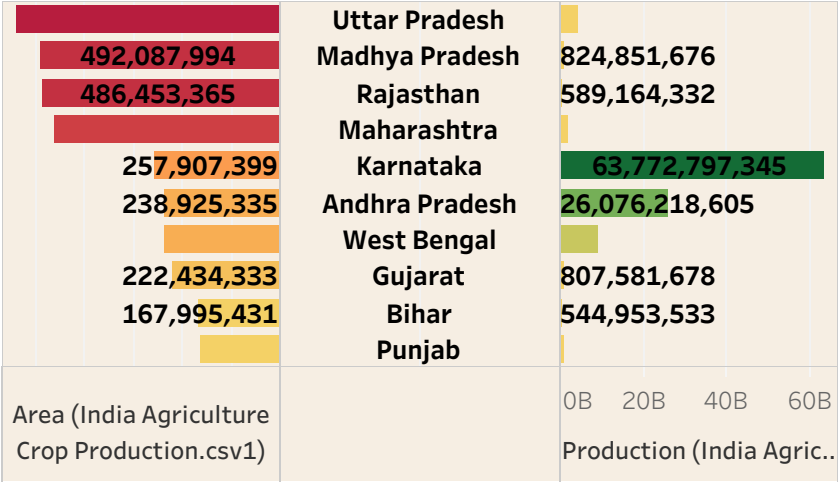 Uttar Pradesh
492,087,994 Madhya Pradesh 824,851,676
486,453,365 Rajasthan 589,164,332
Maharashtra
257,907,399 Karnataka 63,772,797,345
238,925,335 Andhra Pradesh 26,076,218,605
West Bengal
222,434,333 Gujarat 807,581,678
167,995,431 Bihar 544,953,533
Punjab
0B 20B 40B 60B
Area (India Agriculture
Crop Production.csv1)
Production (India Agric..